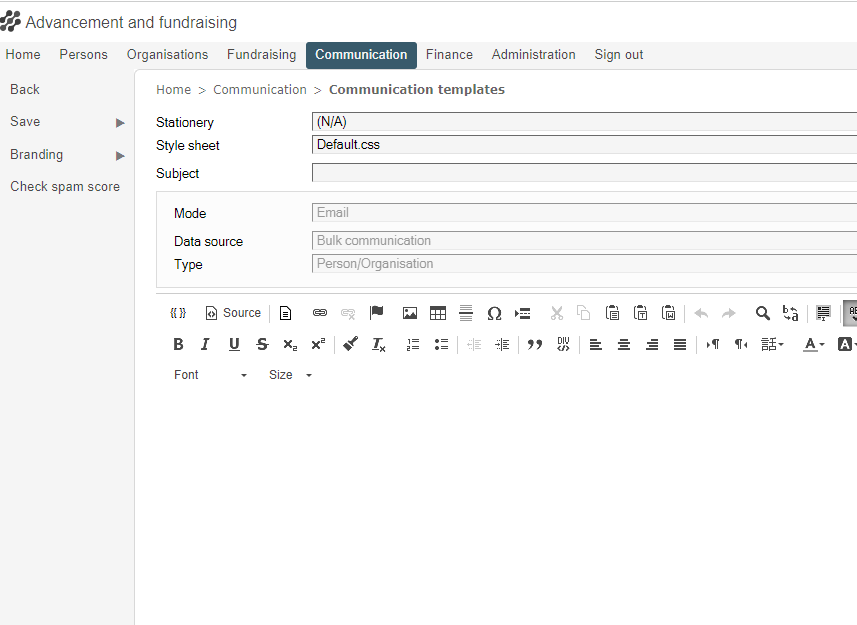 Advancement and fundraising
Home Persons Organisations Fundraising Communication Finance Administration Sign out
Back
Save
Branding
Check spam score
Home > Communication > Communication templates
Stationery (N/A)
Style sheet Default.css
Subject
Mode Email
Data source Bulk communication
Type Person/Organisation
Source
Font Size